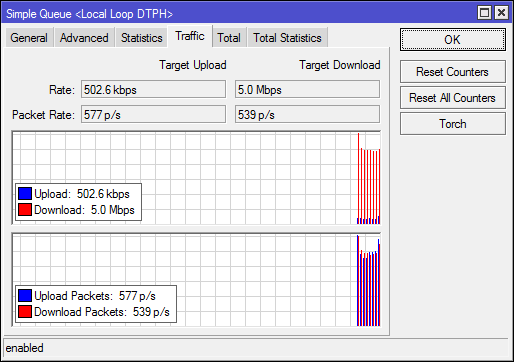 Simple Queue <Local Loop DTPH>
General Advanced Statistics Traffic Total Total Statistics
OK
Reset Counters
Reset All Counters
Torch
Target Upload Target Download
Rate: 502.6 kbps 5.0 Mbps
Packet Rate: 577 p/s 539 p/s
Upload: 502.6 kbps
Download: 5.0 Mbps
Upload Packets: 577 p/s
Download Packets: 539 p/s
enabled